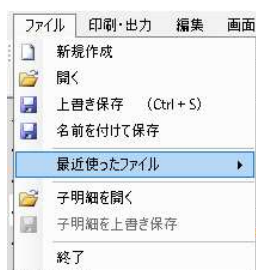 ファイル 印刷・出力 編集 画面
新規作成
開く
上書き保存 (Ctrl + S)
名前を付けて保存
最近使ったファイル
子明細を開く
子明細を上書き保存
終了